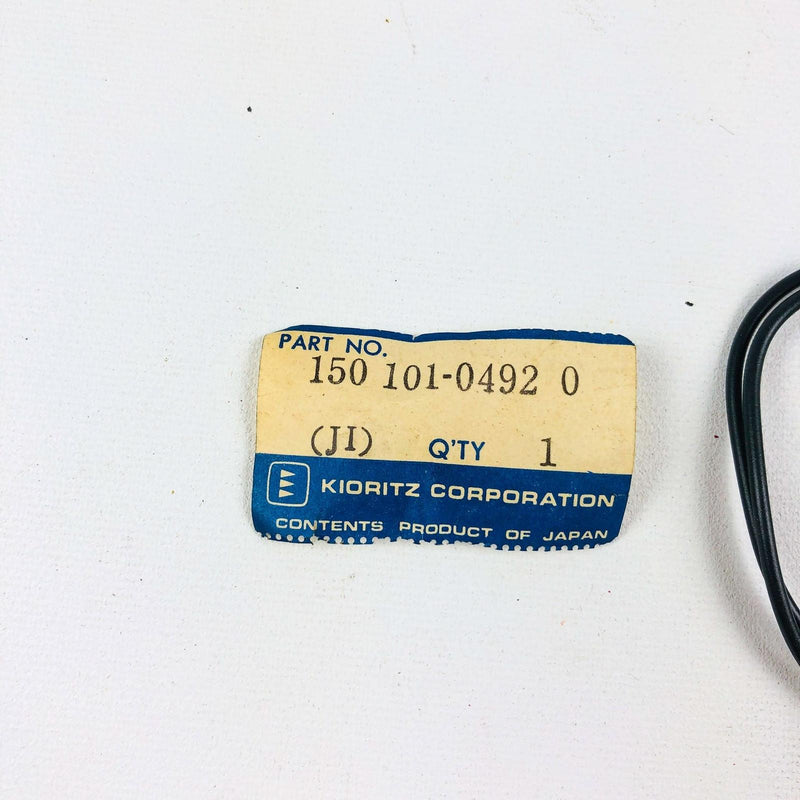 PART NO.
150 101-0492 0
(JI) Q'TY 1
KIORITZ CORPORATION
CONTENTS PRODUCT OF JAPAN